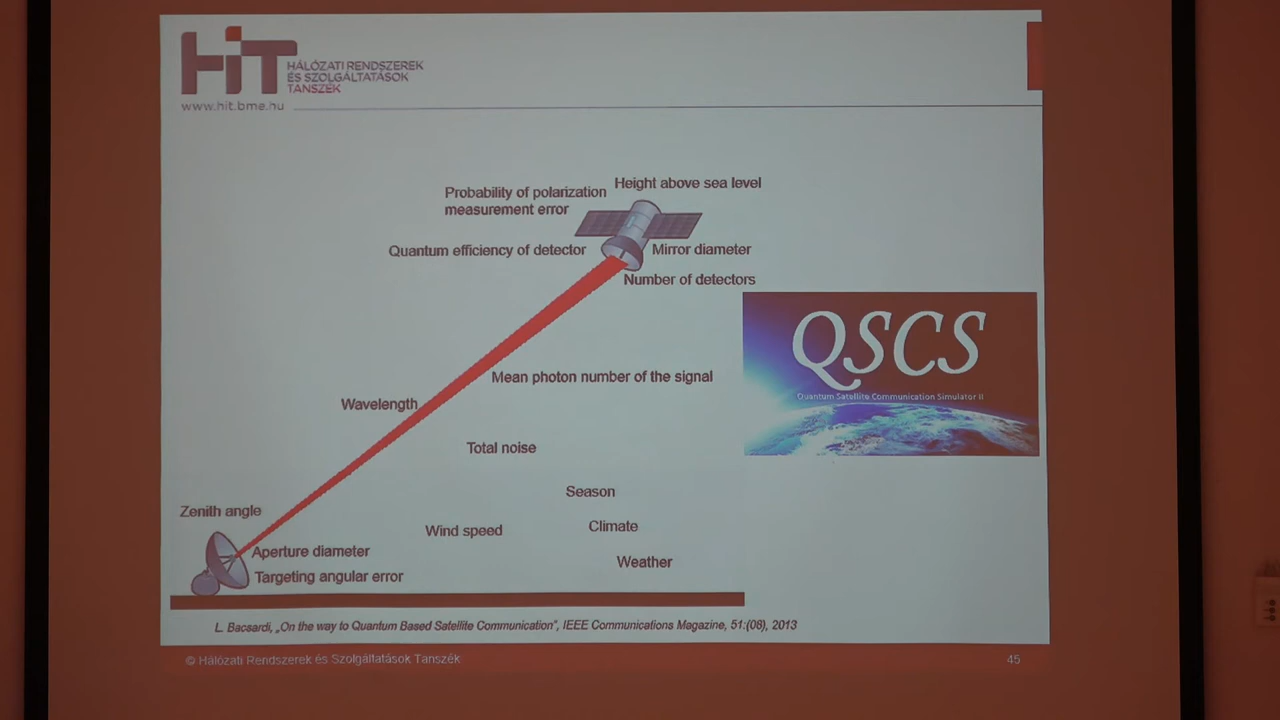 HiT
HÁLÓZATI RENDSZEREK
ÉS SZOLGÁLTATÁSOK
TANSZÉK
www.hit.bme.hu
Height above sea level
Probability of polarization
measurement error
Quantum efficiency of detector
Mirror diameter
Number of detectors
QSCS
Quantum Satellite Communication Simulator II
Mean photon number of the signal
Wavelength
Total noise
Season
Zenith angle
Wind speed
Climate
Aperture diameter
Weather
Targeting angular error
L. Bacsardi, „On the way to Quantum Based Satellite Communication", IEEE Communications Magazine, 51:(08), 2013
© Hálózati Rendszerek és Szolgáltatások Tanszék
45